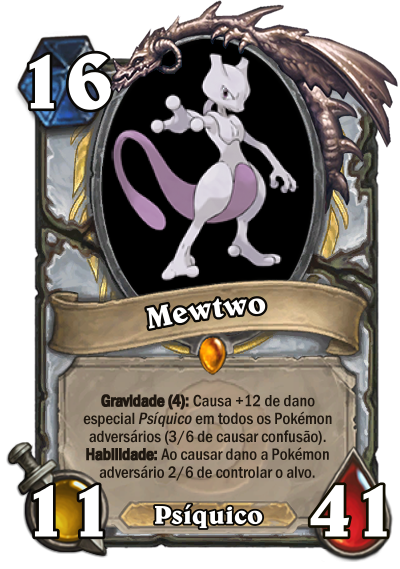 16
Mewtwo
Gravidade (4): Causa +12 de dano
especial Psíquico em todos os Pokémon
adversários (3/6 de causar confusão).
Habilidade: Ao causar dano a Pokémon
adversário 2/6 de controlar o alvo.
11
Psíquico
41